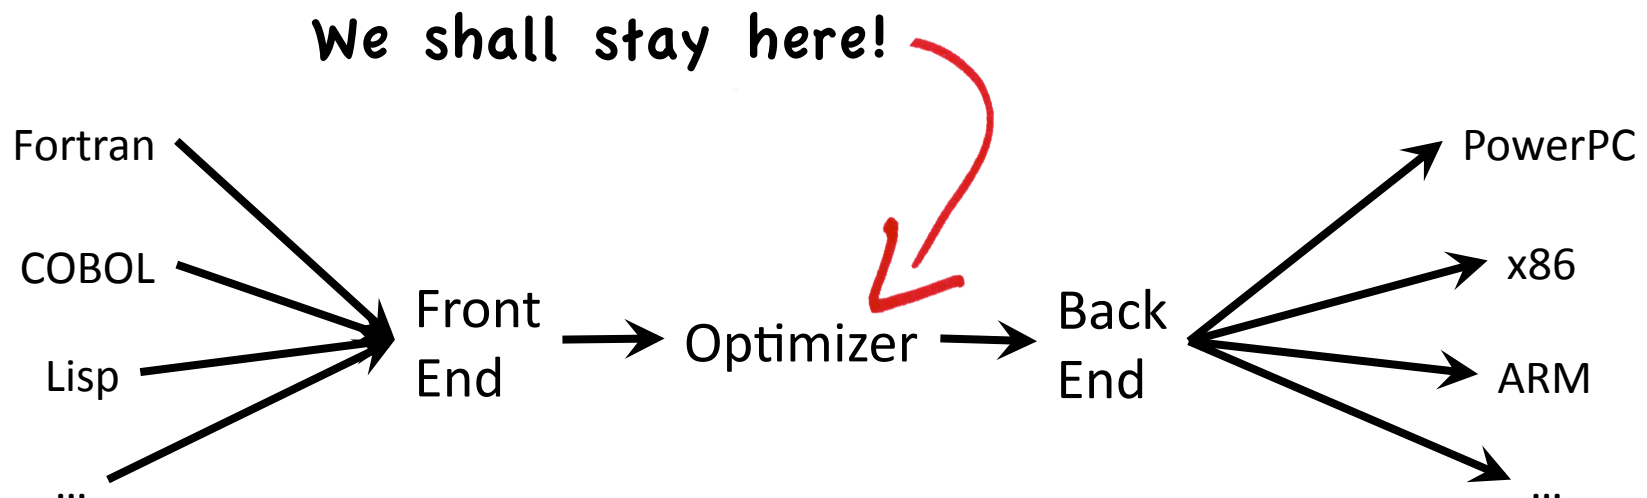 We shall stay here!
Fortran
COBOL
Lisp
...
Front
End
Optimizer
Back
End
PowerPC
x86
ARM
...